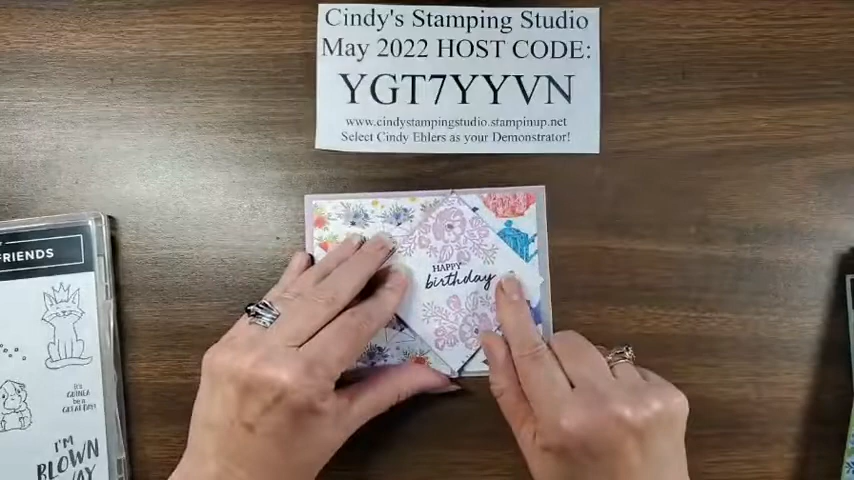 Cindy's Stamping Studio
May 2022 HOST CODE:
YGT7YYVN
www.cindystampingstudio.stampinup.net
Select Cindy Ehlers as your Demonstrator
HAPPY
birthday
RIENDS
IT'S
GUINEA
be a
GREAT DAY!
I'm
BLOWN